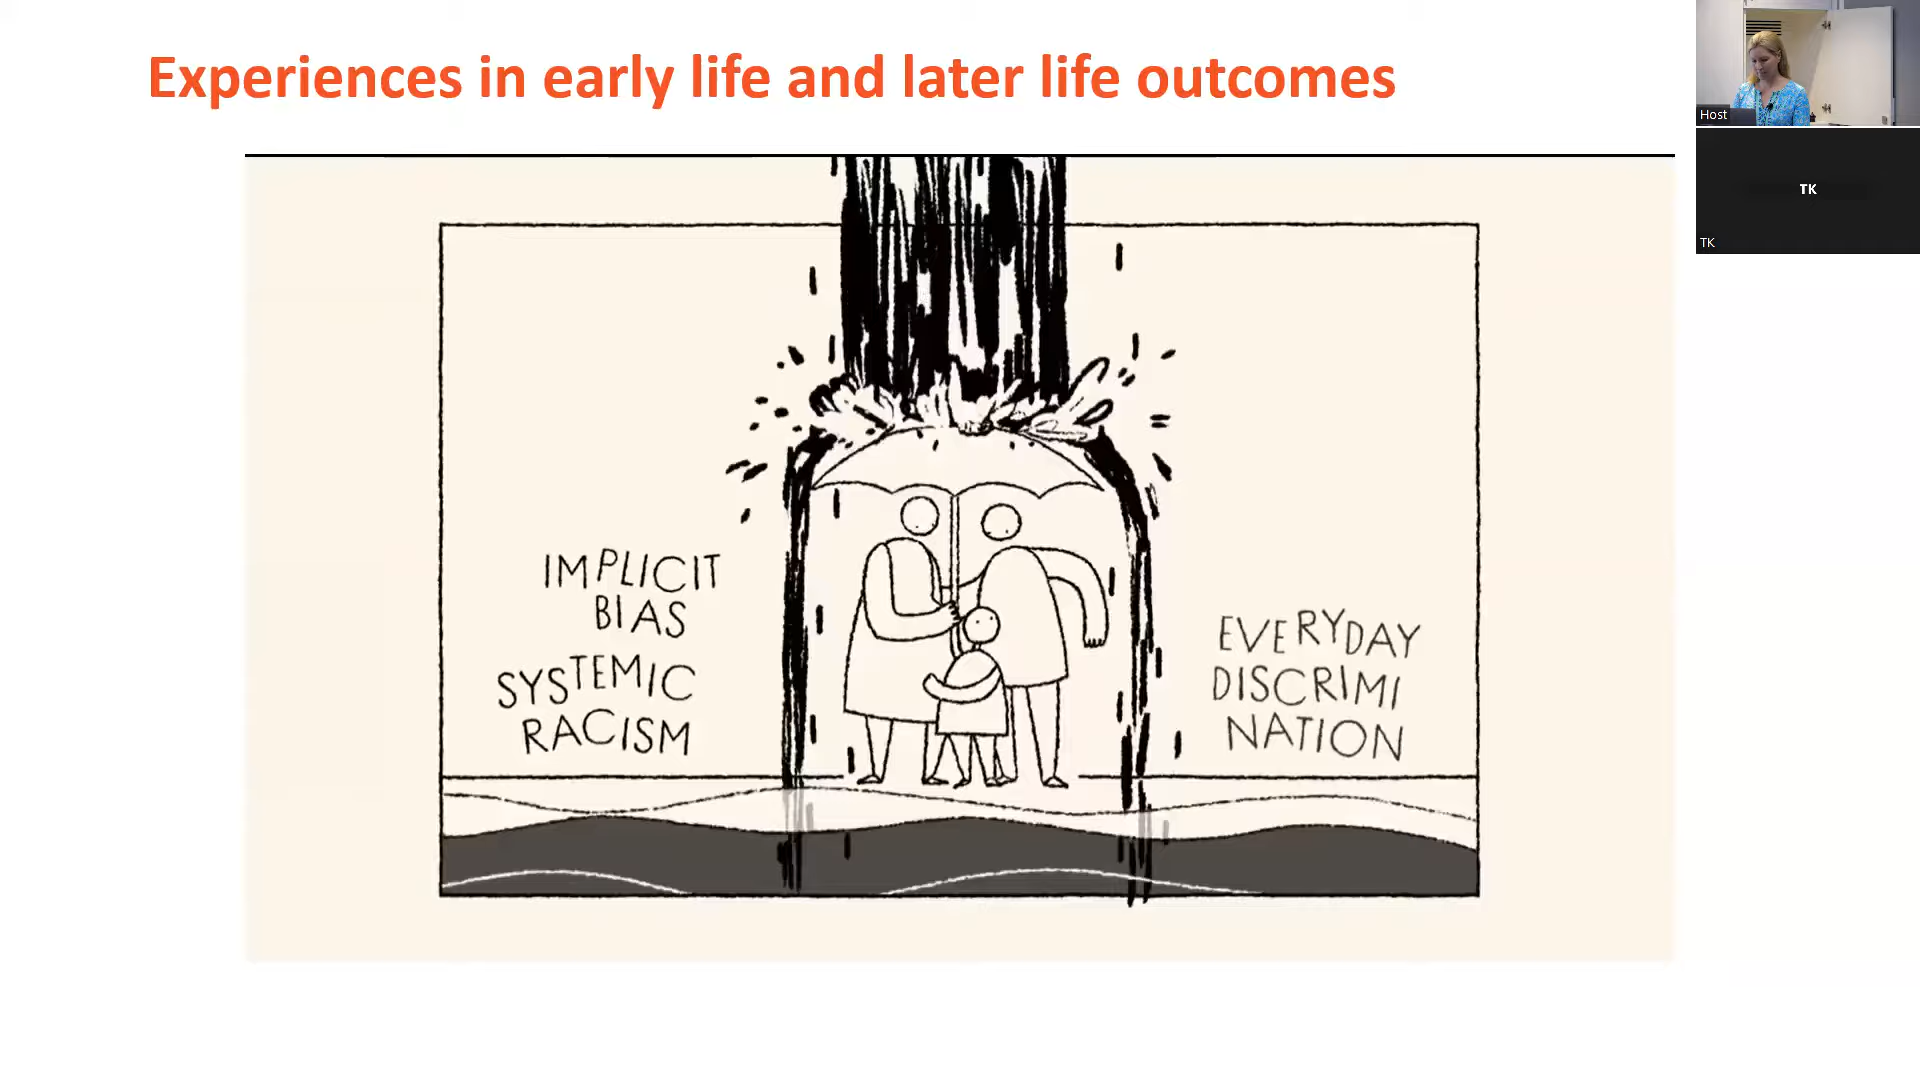 Experiences in early life and later life outcomes
IMPLICIT
BIAS
SYSTEMIC
RACISM
EVERYDAY
DISCRIMI
NATION
Host
TK
TK